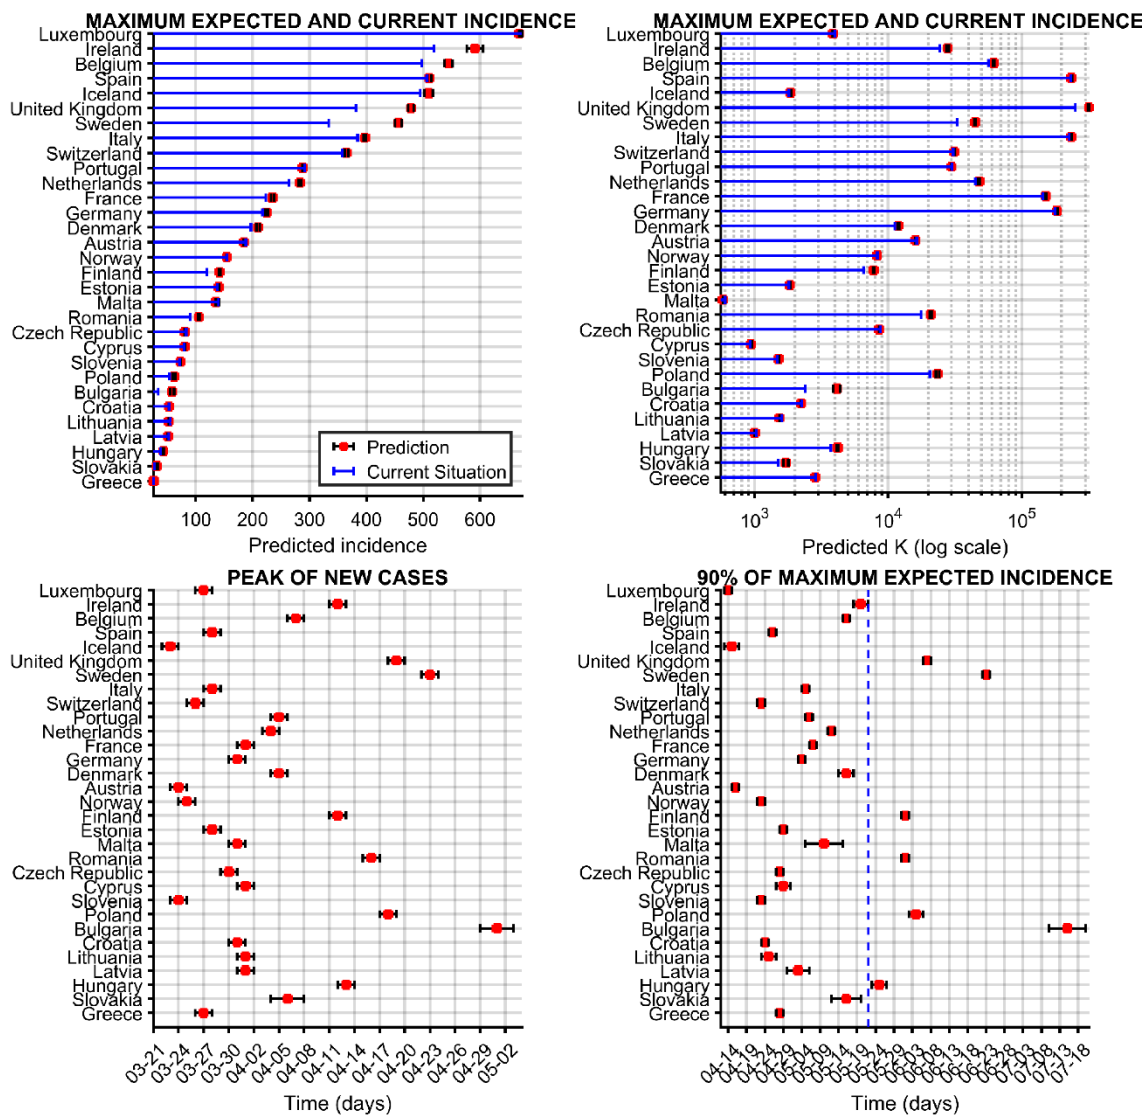 MAXIMUM EXPECTED AND CURRENT INCIDENCE
Luxembourg
Ireland
Belgium
Spain
Iceland
United Kingdom
Sweden
Italy
Switzerland
Portugal
Netherlands
France
Germany
Denmark
Austria
Norway
Finland
Estonia
Malta
Romania
Czech Republic
Cyprus
Slovenia
Poland
Bulgaria
Croatia
Lithuania
Latvia
Hungary
Slovakia
Greece
Prediction
Current Situation
100 200 300 400 500 600
Predicted incidence
MAXIMUM EXPECTED AND CURRENT INCIDENCE
Luxembourg
Ireland
Belgium
Spain
Iceland
United Kingdom
Sweden
Italy
Switzerland
Portugal
Netherlands
France
Germany
Denmark
Austria
Norway
Finland
Estonia
Malta
Romania
Czech Republic
Cyprus
Slovenia
Poland
Bulgaria
Croatia
Lithuania
Latvia
Hungary
Slovakia
Greece
10³ 10⁴ 10⁵
Predicted K (log scale)
PEAK OF NEW CASES
Luxembourg
Ireland
Belgium
Spain
Iceland
United Kingdom
Sweden
Italy
Switzerland
Portugal
Netherlands
France
Germany
Denmark
Austria
Norway
Finland
Estonia
Malta
Romania
Czech Republic
Cyprus
Slovenia
Poland
Bulgaria
Croatia
Lithuania
Latvia
Hungary
Slovakia
Greece
03-21 03-24 03-27 03-30 04-02 04-05 04-08 04-11 04-14 04-17 04-20 04-23 04-26 04-29 05-02
Time (days)
90% OF MAXIMUM EXPECTED INCIDENCE
Luxembourg
Ireland
Belgium
Spain
Iceland
United Kingdom
Sweden
Italy
Switzerland
Portugal
Netherlands
France
Germany
Denmark
Austria
Norway
Finland
Estonia
Malta
Romania
Czech Republic
Cyprus
Slovenia
Poland
Bulgaria
Croatia
Lithuania
Latvia
Hungary
Slovakia
Greece
04-14 04-19 04-24 04-29 05-04 05-09 05-14 05-19 05-24 05-29 06-03 06-08 06-13 06-18 06-23 06-28 07-03 07-08 07-13 07-18
Time (days)